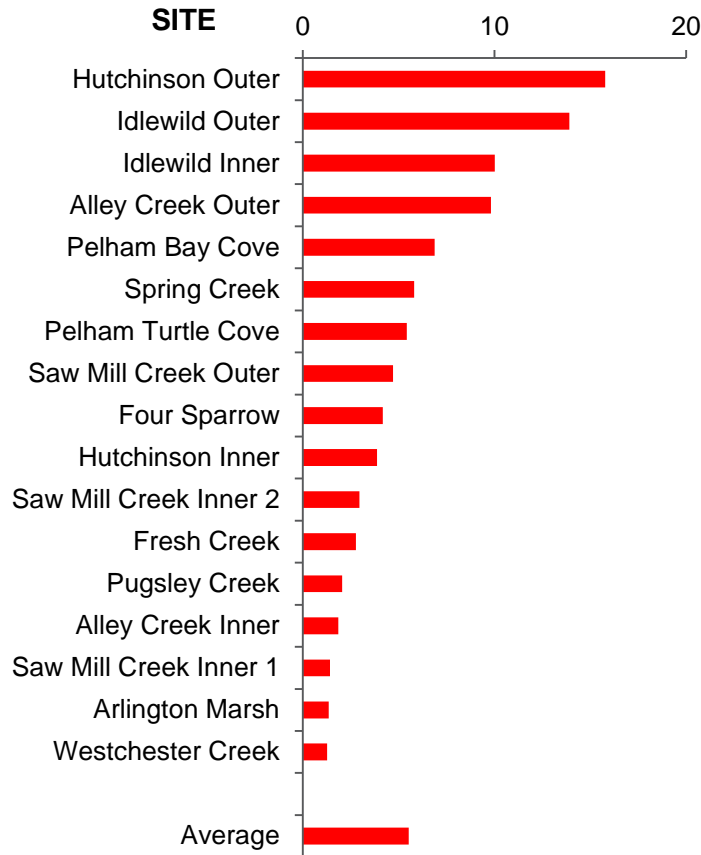 SITE 0 10 20
Hutchinson Outer
Idlewild Outer
Idlewild Inner
Alley Creek Outer
Pelham Bay Cove
Spring Creek
Pelham Turtle Cove
Saw Mill Creek Outer
Four Sparrow
Hutchinson Inner
Saw Mill Creek Inner 2
Fresh Creek
Pugsley Creek
Alley Creek Inner
Saw Mill Creek Inner 1
Arlington Marsh
Westchester Creek
Average